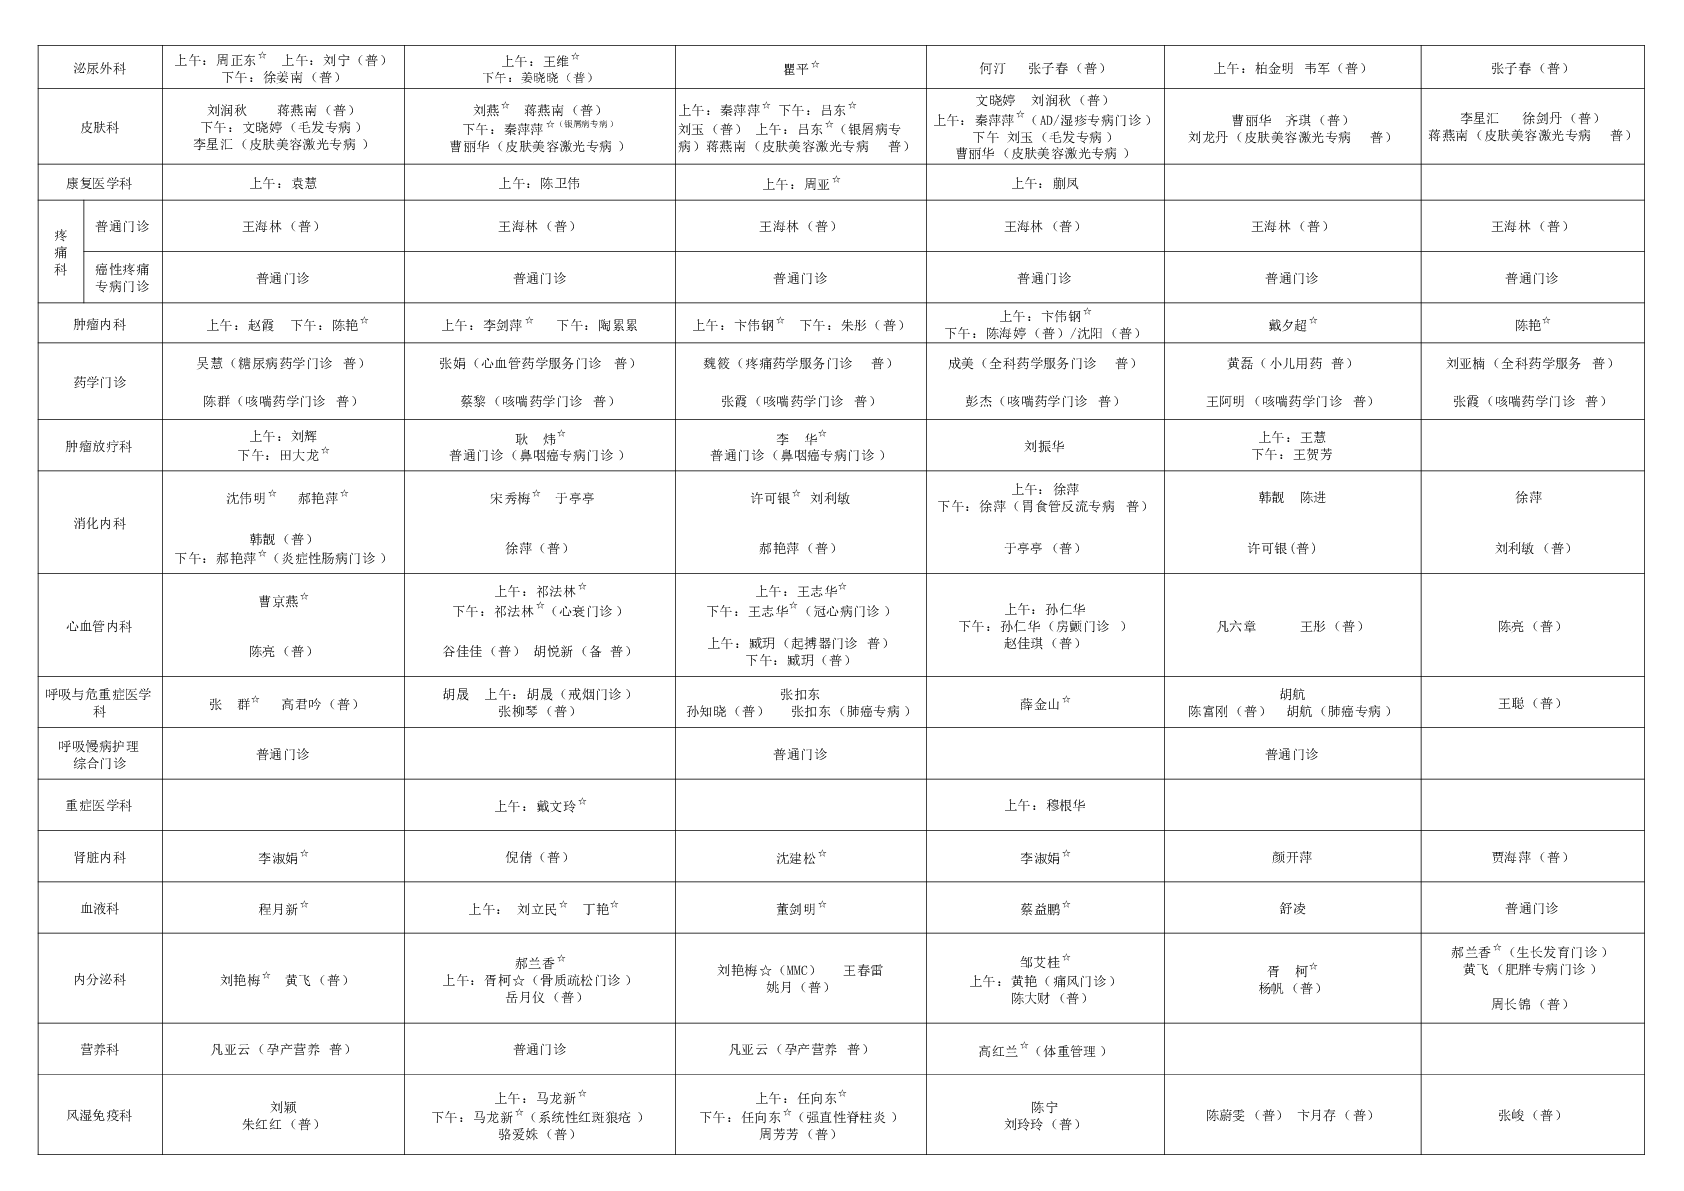 泌尿外科
上午：周正东☆ 上午：刘宁（普）
下午：徐姜南（普）
上午：王维☆
下午：姜晓晓（普）
瞿平☆
何汀 张子春（普）
上午：柏金明 韦军（普）
张子春（普）
皮肤科
刘润秋 蒋燕南（普）
下午：文晓婷（毛发专病）
李星汇（皮肤美容激光专病 ）
刘燕☆ 蒋燕南（普）
下午：秦萍萍☆（银屑病专病）
曹丽华（皮肤美容激光专病 ）
上午：秦萍萍☆ 下午：吕东☆
刘玉（普） 上午：吕东☆（银屑病专
病）蒋燕南（皮肤美容激光专病 普）
文晓婷 刘润秋（普）
上午：秦萍萍☆（AD/湿疹专病门诊）
下午 刘玉（毛发专病）
曹丽华（皮肤美容激光专病 ）
曹丽华 齐琪（普）
刘龙丹（皮肤美容激光专病 普）
李星汇 徐剑丹（普）
蒋燕南（皮肤美容激光专病 普）
康复医学科
上午：袁慧
上午：陈卫伟
上午：周亚☆
上午：蒯凤
疼
痛
科
普通门诊
王海林（普）
王海林（普）
王海林（普）
王海林（普）
王海林（普）
王海林（普）
癌性疼痛
专病门诊
普通门诊
普通门诊
普通门诊
普通门诊
普通门诊
普通门诊
肿瘤内科
上午：赵霞 下午：陈艳☆
上午：李剑萍☆ 下午：陶累累
上午：卞伟钢☆ 下午：朱彤（普）
上午：卞伟钢☆
下午：陈海婷（普）/沈阳（普）
戴夕超☆
陈艳☆
药学门诊
吴慧（糖尿病药学门诊 普）
陈群（咳喘药学门诊 普）
张娟（心血管药学服务门诊 普）
蔡黎（咳喘药学门诊 普）
魏筱（疼痛药学服务门诊 普）
张霞（咳喘药学门诊 普）
成美（全科药学服务门诊 普）
彭杰（咳喘药学门诊 普）
黄磊（小儿用药 普）
王阿明（咳喘药学门诊 普）
刘亚楠（全科药学服务 普）
张霞（咳喘药学门诊 普）
肿瘤放疗科
上午：刘辉
下午：田大龙☆
耿 炜☆
普通门诊（鼻咽癌专病门诊）
李 华☆
普通门诊（鼻咽癌专病门诊）
刘振华
上午：王慧
下午：王贺芳
消化内科
沈伟明☆ 郝艳萍☆
韩靓（普）
下午：郝艳萍☆（炎症性肠病门诊）
宋秀梅☆ 于亭亭
徐萍（普）
许可银☆ 刘利敏
郝艳萍（普）
上午：徐萍
下午：徐萍（胃食管反流专病 普）
于亭亭（普）
韩靓 陈进
许可银(普)
徐萍
刘利敏（普）
心血管内科
曹京燕☆
陈亮（普）
上午：祁法林☆
下午：祁法林☆（心衰门诊）
谷佳佳（普） 胡悦新（备 普）
上午：王志华☆
下午：王志华☆（冠心病门诊）
上午：臧玥（起搏器门诊 普）
下午：臧玥（普）
上午：孙仁华
下午：孙仁华（房颤门诊 ）
赵佳琪（普）
凡六章 王彤（普）
陈亮（普）
呼吸与危重症医学
科
张 群☆ 高君吟（普）
胡晟 上午：胡晟（戒烟门诊）
张柳琴（普）
张扣东
孙知晓（普） 张扣东（肺癌专病）
薛金山☆
胡航
陈富刚（普） 胡航（肺癌专病）
王聪（普）
呼吸慢病护理
综合门诊
普通门诊
普通门诊
普通门诊
重症医学科
上午：戴文玲☆
上午：穆根华
肾脏内科
李淑娟☆
倪倩（普）
沈建松☆
李淑娟☆
颜开萍
贾海萍（普）
血液科
程月新☆
上午： 刘立民☆ 丁艳☆
董剑明☆
蔡益鹏☆
舒凌
普通门诊
内分泌科
刘艳梅☆ 黄飞（普）
郝兰香☆
上午：胥柯☆（骨质疏松门诊）
岳月仪（普）
刘艳梅☆（MMC） 王春雷
姚月（普）
邹艾桂☆
上午：黄艳（痛风门诊）
陈大财（普）
胥 柯☆
杨帆（普）
郝兰香☆（生长发育门诊）
黄飞（肥胖专病门诊）
周长锦（普）
营养科
凡亚云（孕产营养 普）
普通门诊
凡亚云（孕产营养 普）
高红兰☆（体重管理）
风湿免疫科
刘颖
朱红红（普）
上午：马龙新☆
下午：马龙新☆（系统性红斑狼疮）
骆爱姝（普）
上午：任向东☆
下午：任向东☆（强直性脊柱炎）
周芳芳（普）
陈宁
刘玲玲（普）
陈蔚雯（普） 卞月存（普）
张峻（普）